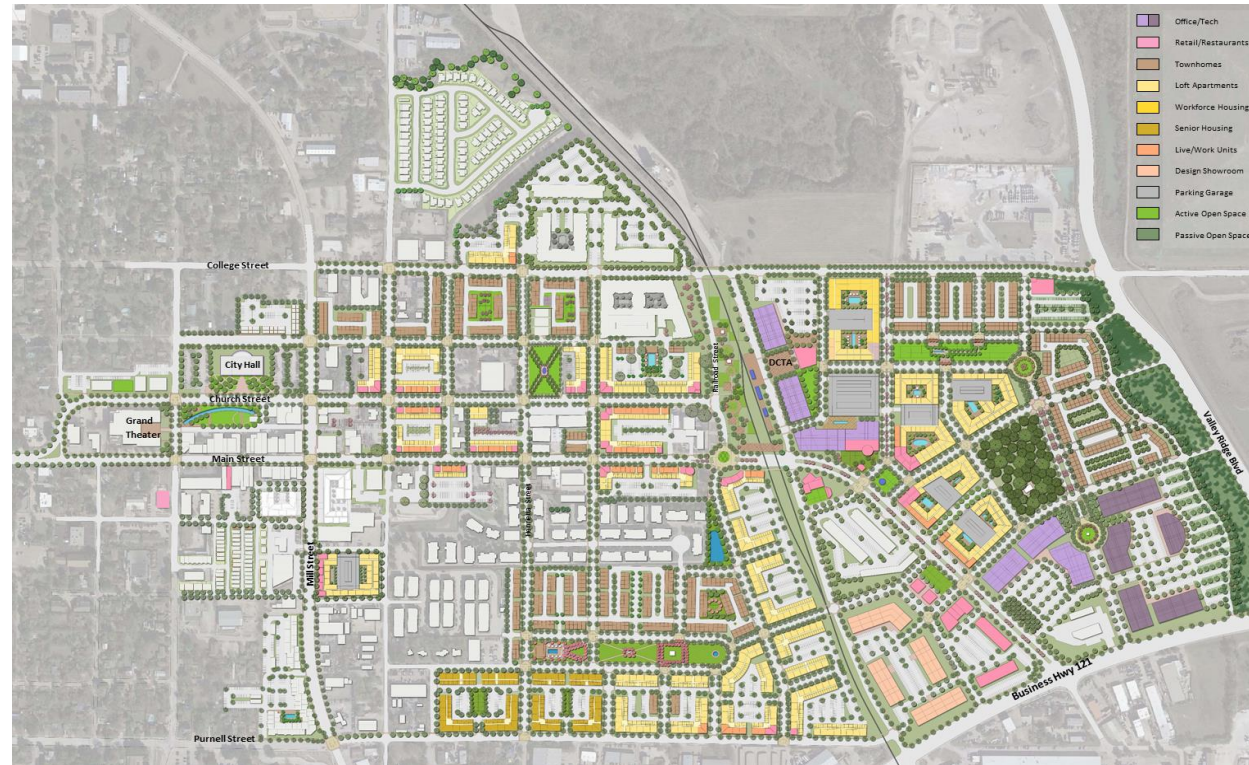 Office/Tech
Retail/Restaurants
Townhomes
Loft Apartments
Workforce Housing
Senior Housing
Live/Work Units
Design Showroom
Parking Garage
Active Open Space
Passive Open Space
College Street
City Hall
Church Street
Grand
Theater
Main Street
Mill Street
Railroad Street
DCTA
Valley Ridge Blvd
Business Hwy 121
Purnell Street